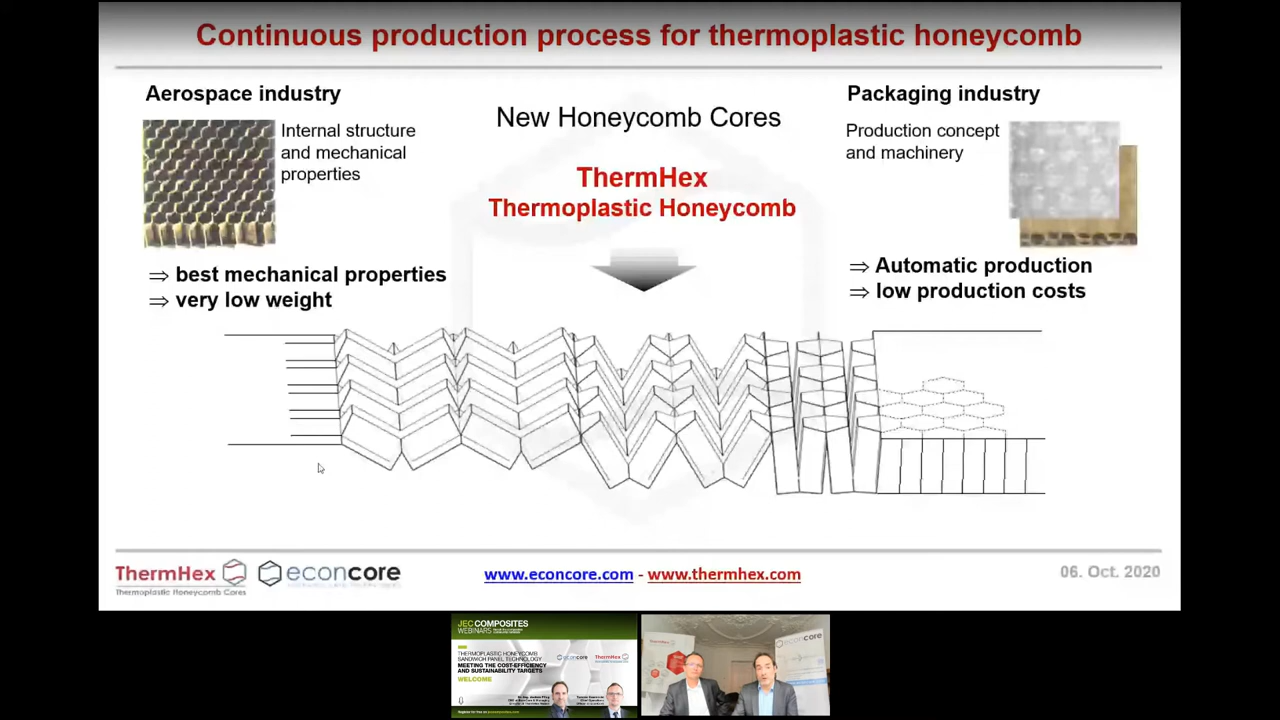 Continuous production process for thermoplastic honeycomb
Aerospace industry
Internal structure
and mechanical
properties
⇒ best mechanical properties
⇒ very low weight
New Honeycomb Cores
ThermHex
Thermoplastic Honeycomb
Packaging industry
Production concept
and machinery
⇒ Automatic production
⇒ low production costs
ThermHex
Thermoplastic Honeycomb Cores
econcore
www.econcore.com - www.thermhex.com
06. Oct. 2020
JEC COMPOSITES
WEBINARS
THERMOPLASTIC HONEYCOMB
SANDWICH PANEL TECHNOLOGY
MEETING THE COST-EFFICIENCY
AND SUSTAINABILITY TARGETS
WELCOME
econcore
ThermHex
ThermHex
econcore